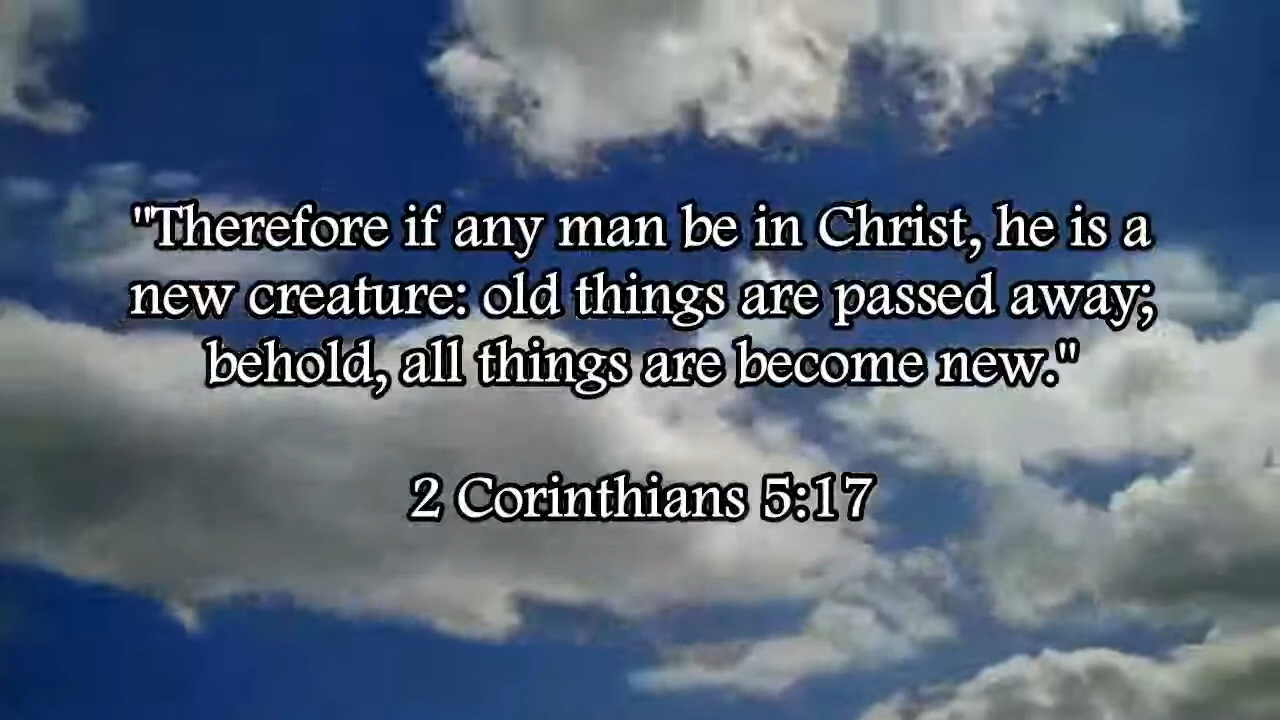 "Therefore if any man be in Christ, he is a
new creature: old things are passed away;
behold, all things are become new."
2 Corinthians 5:17